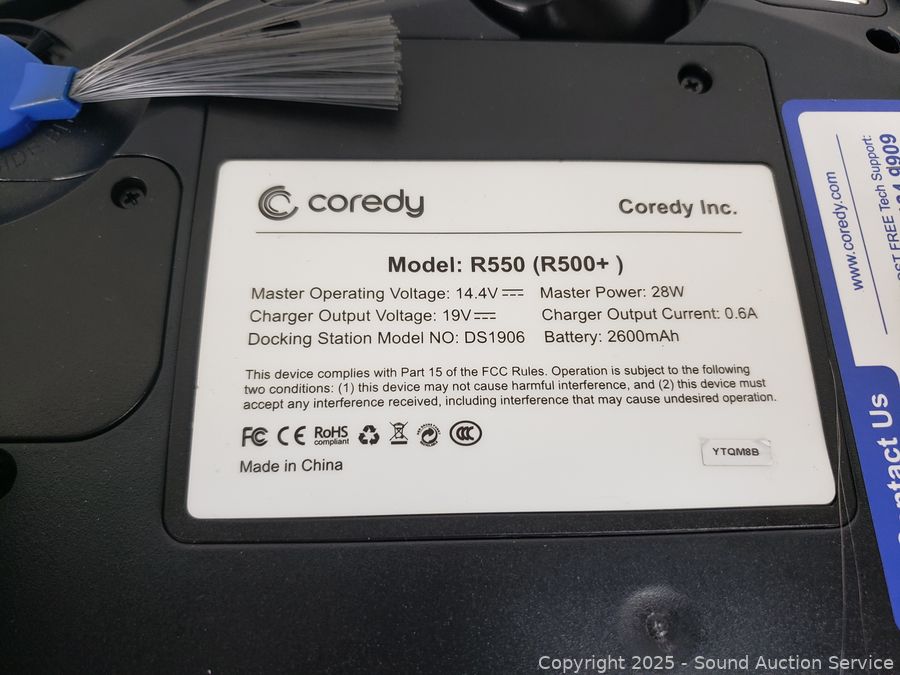 coredy
Coredy Inc.
Model: R550 (R500+ )
Master Operating Voltage: 14.4V
Master Power: 28W
Charger Output Voltage: 19V
Charger Output Current: 0.6A
Docking Station Model NO: DS1906
Battery: 2600mAh
This device complies with Part 15 of the FCC Rules. Operation is subject to the following
two conditions: (1) this device may not cause harmful interference, and (2) this device must
accept any interference received, including interference that may cause undesired operation.
FC CE RoHS
compliant
CCC
Made in China
YTQM8B
www.coredy.com
FREE Tech Support:
9909
Us
Copyright 2025 - Sound Auction Service